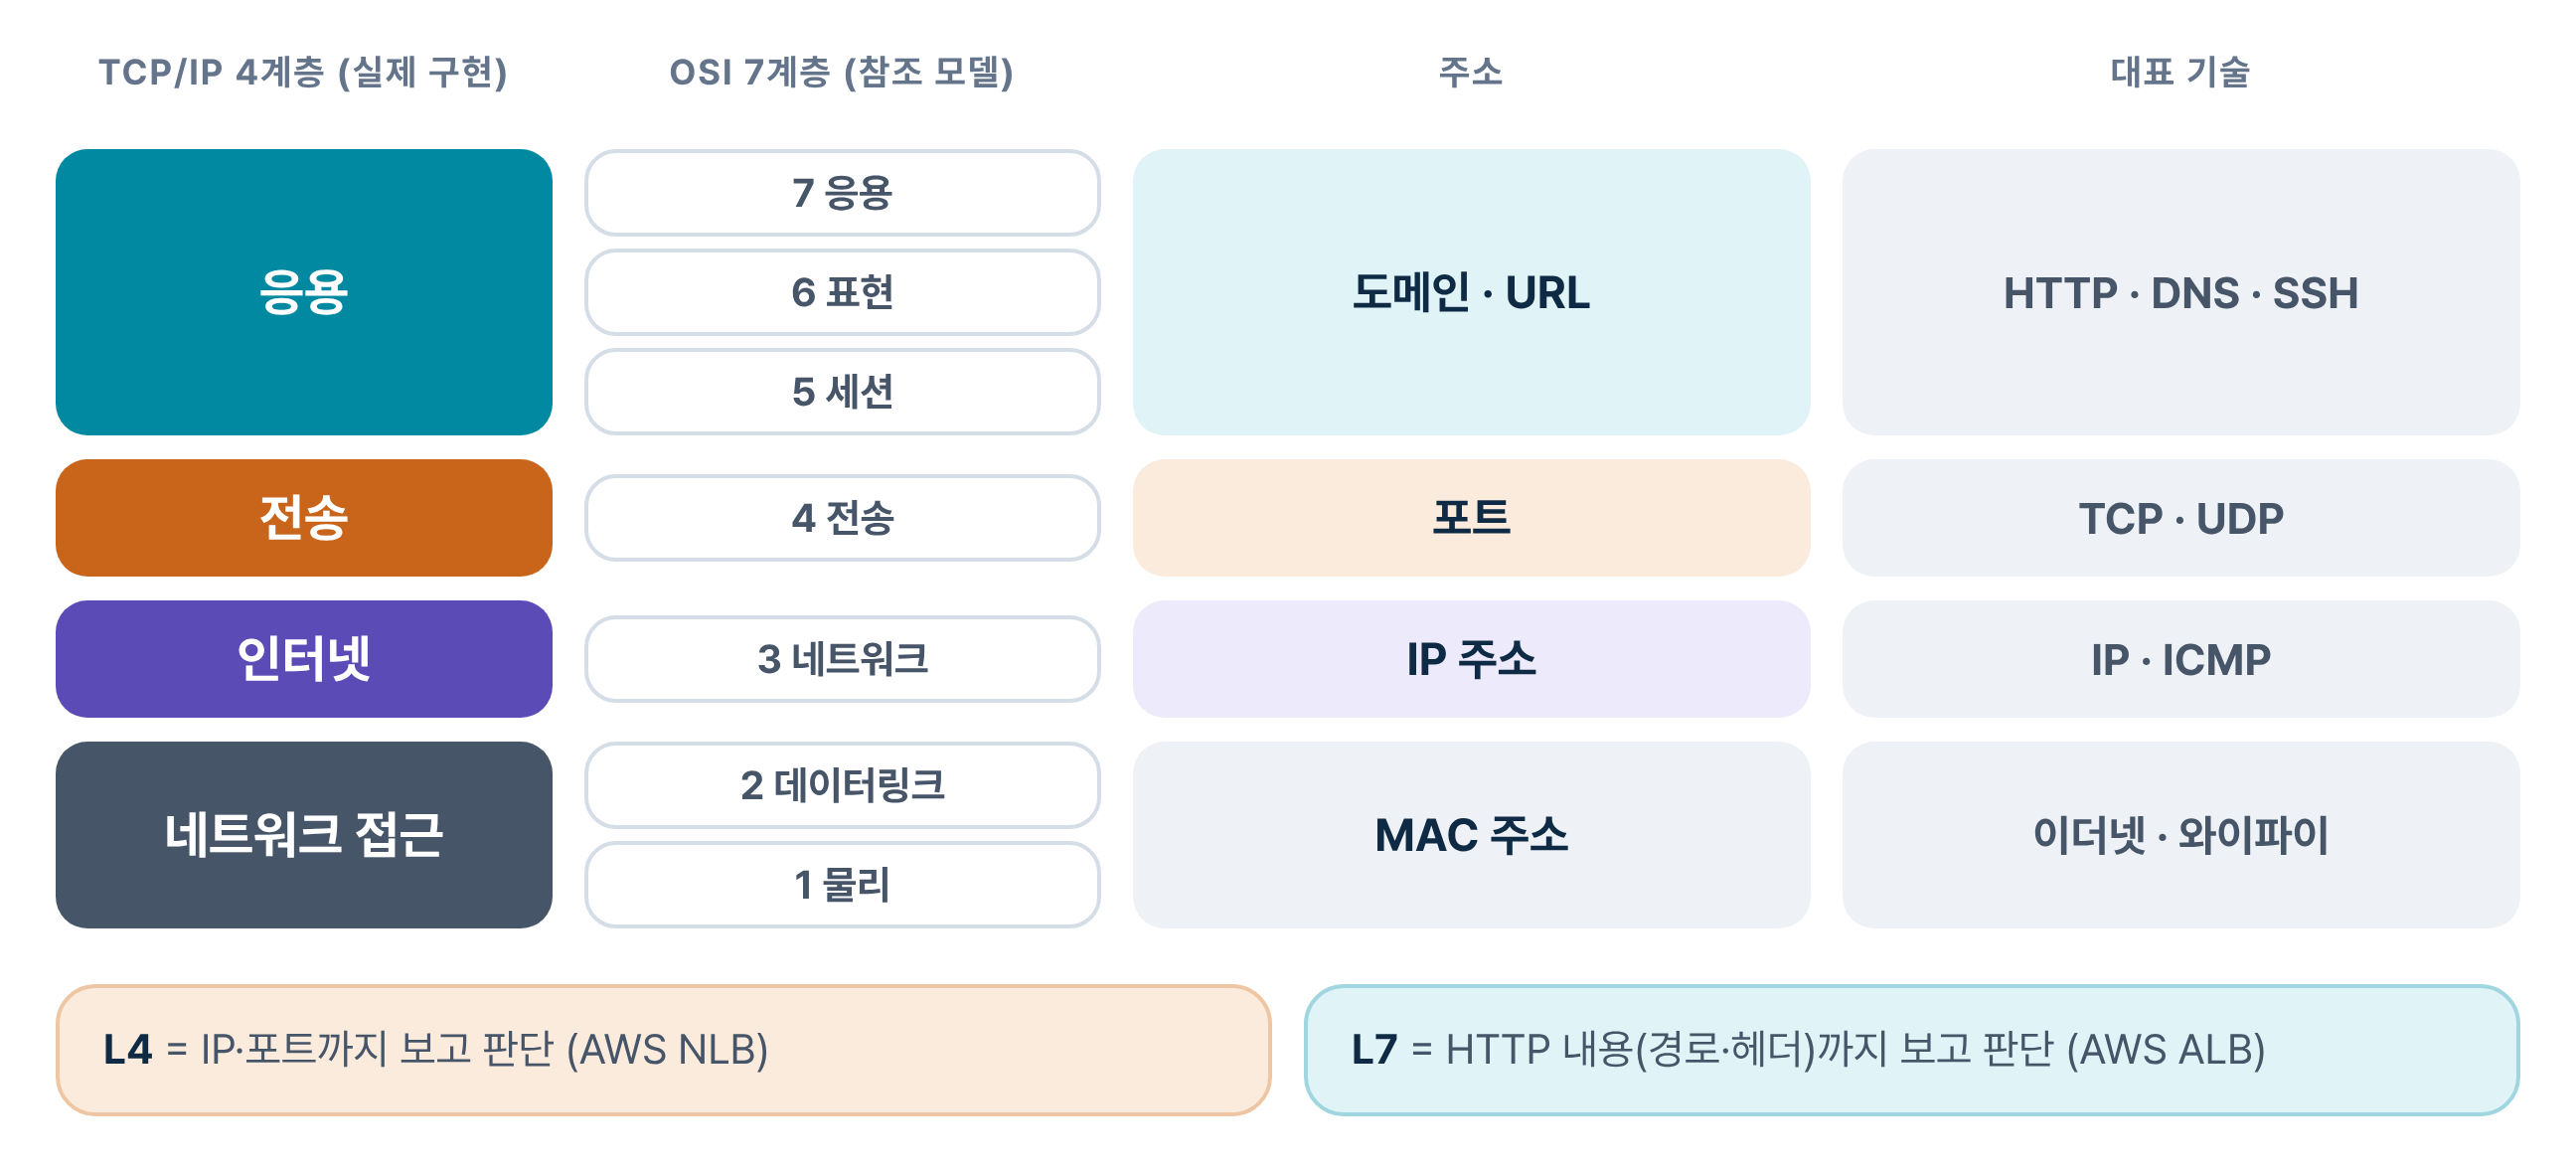 TCP/IP 4계층 (실제 구현)
OSI 7계층 (참조 모델)
주소
대표 기술
응용
7 응용
6 표현
5 세션
도메인 · URL
HTTP · DNS · SSH
전송
4 전송
포트
TCP · UDP
인터넷
3 네트워크
IP 주소
IP · ICMP
네트워크 접근
2 데이터링크
1 물리
MAC 주소
이더넷 · 와이파이
L4 = IP·포트까지 보고 판단 (AWS NLB)
L7 = HTTP 내용(경로·헤더)까지 보고 판단 (AWS ALB)